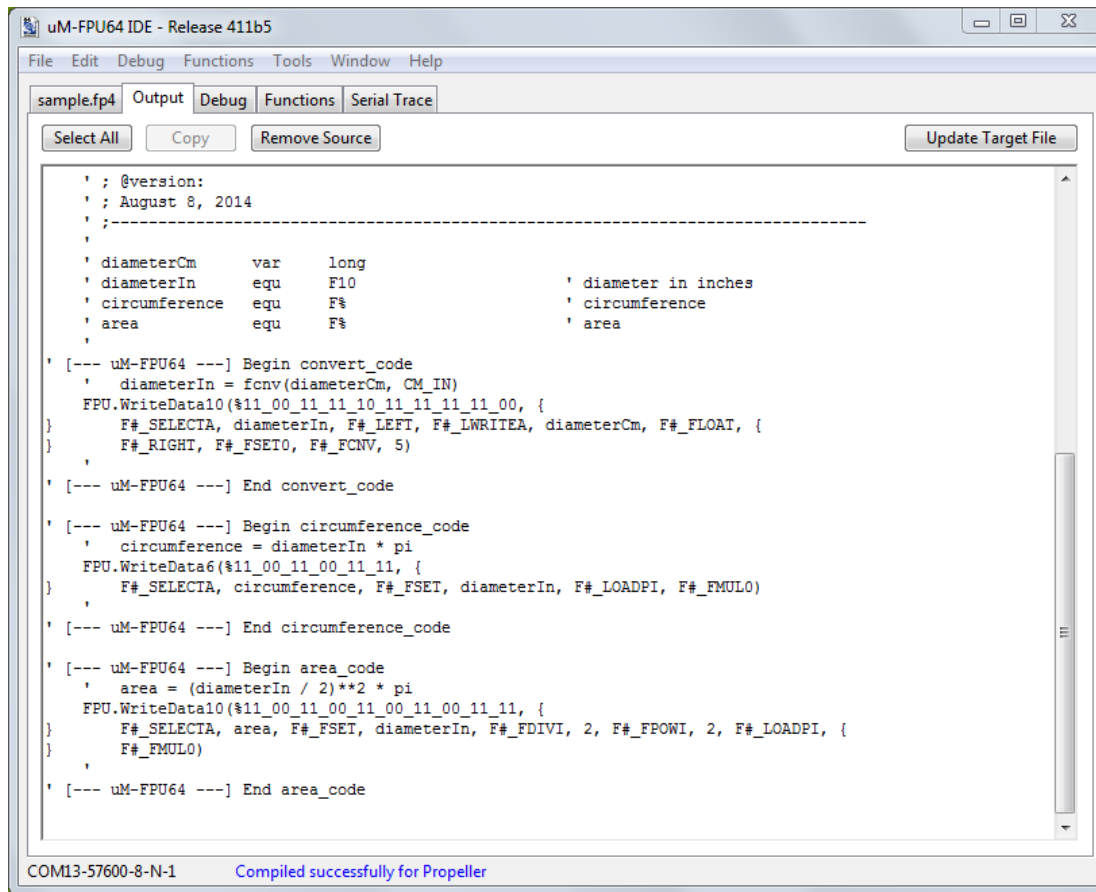 uM-FPU64 IDE - Release 411b5
File Edit Debug Functions Tools Window Help
sample.fp4 Output Debug Functions Serial Trace
Select All Copy Remove Source Update Target File
' ; @version:
' ; August 8, 2014
' ;---------------------------------------------------------------------------
'
' diameterCm var long
' diameterIn equ F10 ' diameter in inches
' circumference equ F% ' circumference
' area equ F% ' area
'
' [--- uM-FPU64 ---] Begin convert_code
' diameterIn = fcnv(diameterCm, CM_IN)
FPU.WriteData10(%11_00_11_11_10_11_11_11_11_00, {
} F#_SELECTA, diameterIn, F#_LEFT, F#_LWRITEA, diameterCm, F#_FLOAT, {
} F#_RIGHT, F#_FSET0, F#_FCNV, 5)
'
' [--- uM-FPU64 ---] End convert_code
' [--- uM-FPU64 ---] Begin circumference_code
' circumference = diameterIn * pi
FPU.WriteData6(%11_00_11_00_11_11, {
} F#_SELECTA, circumference, F#_FSET, diameterIn, F#_LOADPI, F#_FMUL0)
'
' [--- uM-FPU64 ---] End circumference_code
' [--- uM-FPU64 ---] Begin area_code
' area = (diameterIn / 2)**2 * pi
FPU.WriteData10(%11_00_11_00_11_00_11_00_11_11, {
} F#_SELECTA, area, F#_FSET, diameterIn, F#_FDIVI, 2, F#_FPOWI, 2, F#_LOADPI, {
} F#_FMUL0)
'
' [--- uM-FPU64 ---] End area_code
COM13-57600-8-N-1 Compiled successfully for Propeller